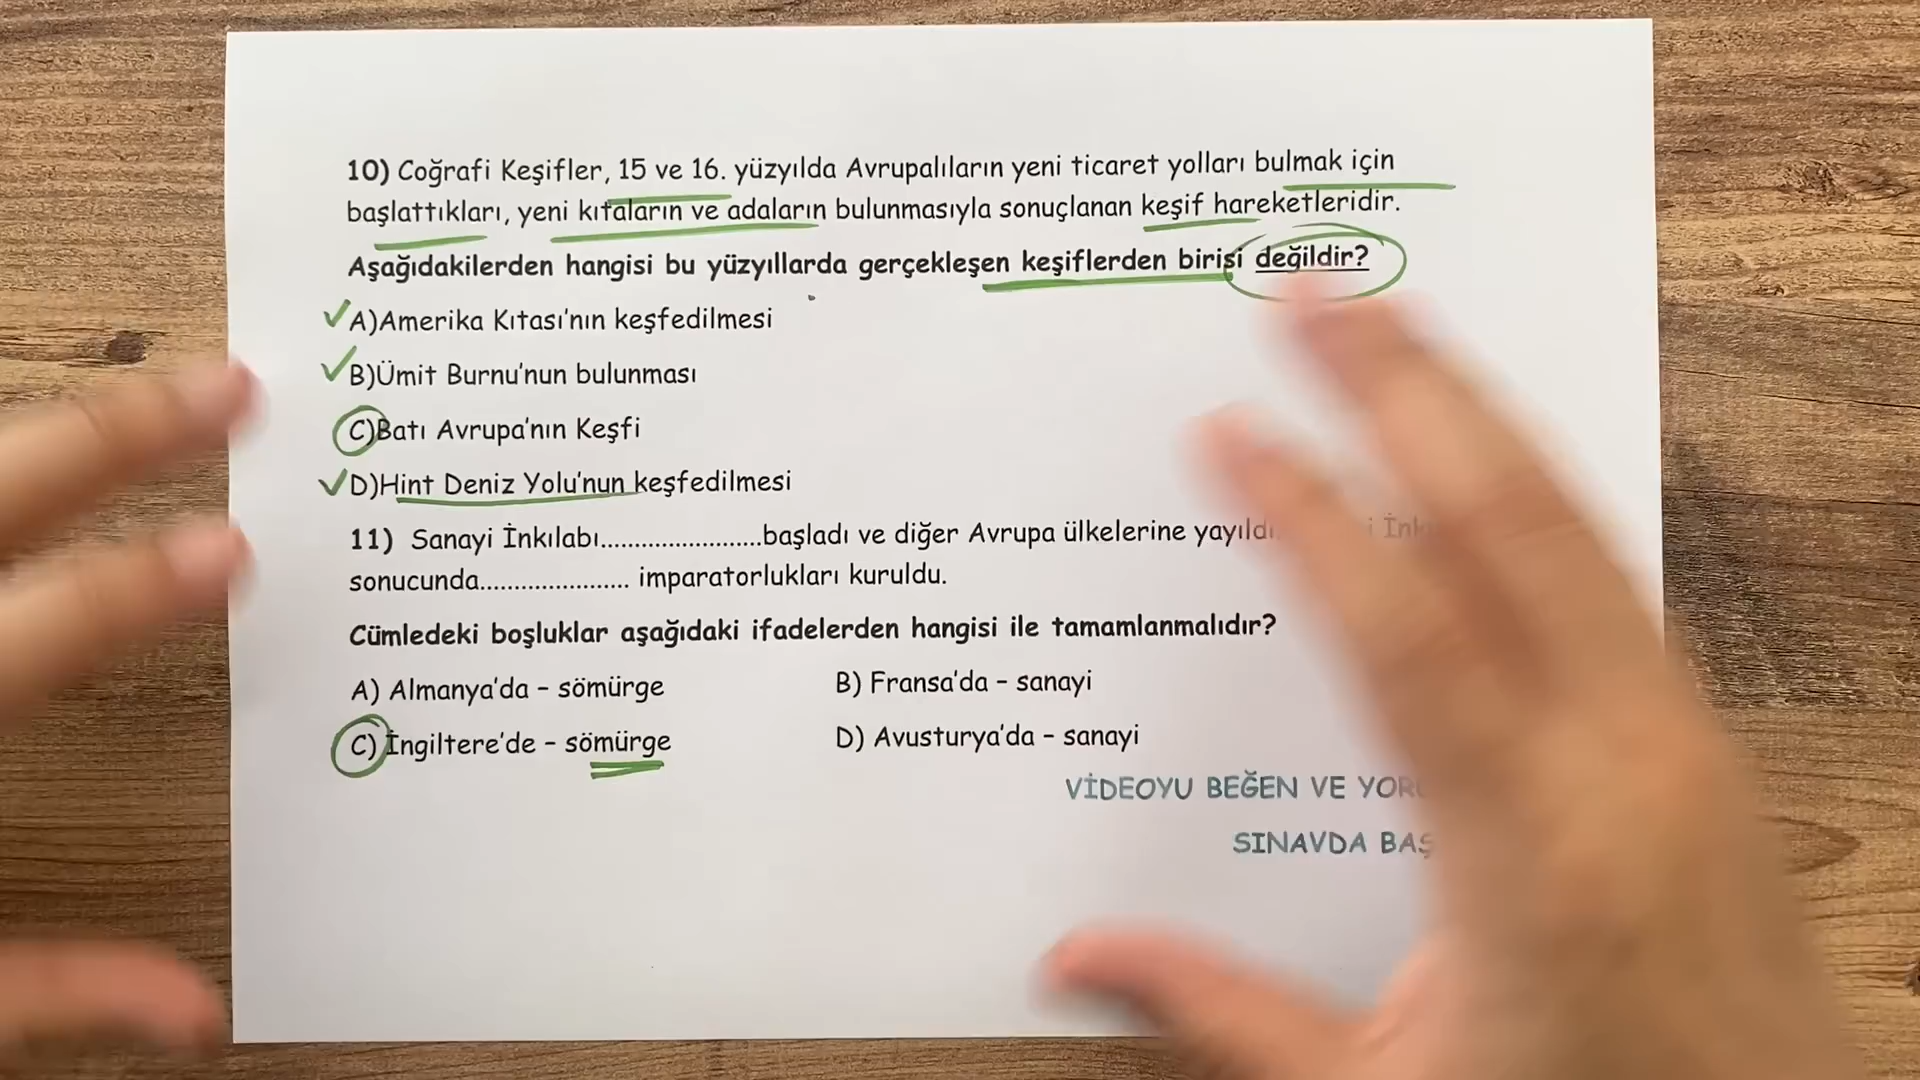 10) Coğrafi Keşifler, 15 ve 16. yüzyılda Avrupalıların yeni ticaret yolları bulmak için
başlattıkları, yeni kıtaların ve adaların bulunmasıyla sonuçlanan keşif hareketleridir.
Aşağıdakilerden hangisi bu yüzyıllarda gerçekleşen keşiflerden birisi değildir?
A)Amerika Kıtası'nın keşfedilmesi
B)Ümit Burnu'nun bulunması
C)Batı Avrupa'nın Keşfi
D)Hint Deniz Yolu'nun keşfedilmesi
11) Sanayi İnkılabı.......................başladı ve diğer Avrupa ülkelerine yayıldı
sonucunda..................... imparatorlukları kuruldu.
Cümledeki boşluklar aşağıdaki ifadelerden hangisi ile tamamlanmalıdır?
A) Almanya'da – sömürge B) Fransa'da – sanayi
C) İngiltere'de – sömürge D) Avusturya'da – sanayi
VİDEOYU BEĞEN VE
SINAVDA